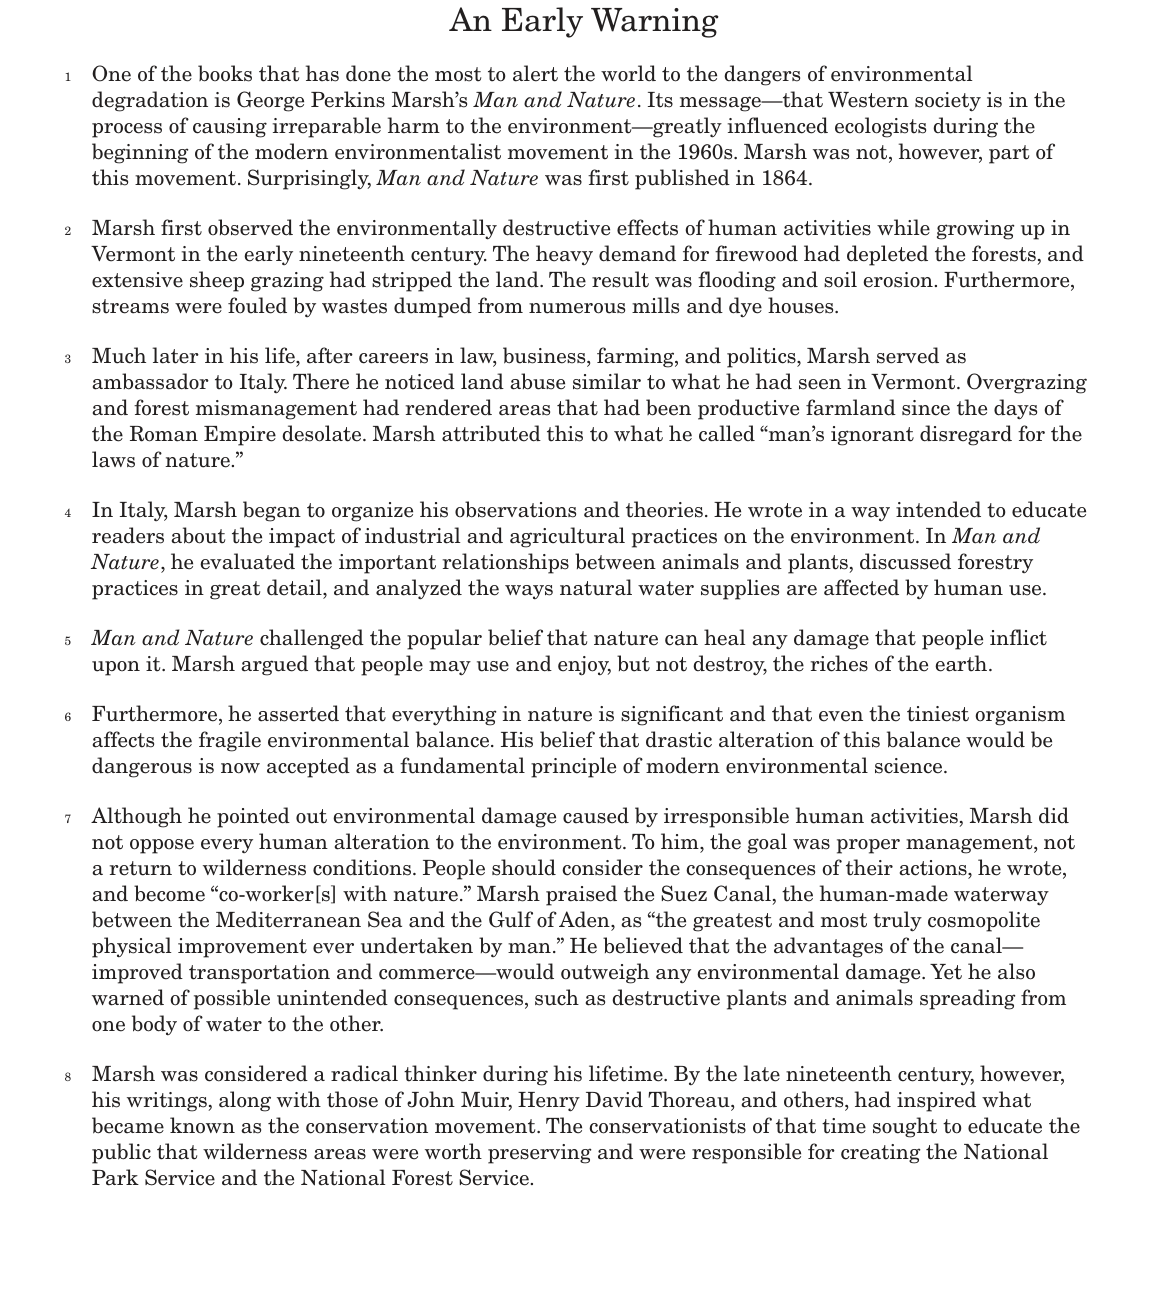 An Early Warning
1 One of the books that has done the most to alert the world to the dangers of environmental
degradation is George Perkins Marsh’s Man and Nature. Its message—that Western society is in the
process of causing irreparable harm to the environment—greatly influenced ecologists during the
beginning of the modern environmentalist movement in the 1960s. Marsh was not, however, part of
this movement. Surprisingly, Man and Nature was first published in 1864.
2 Marsh first observed the environmentally destructive effects of human activities while growing up in
Vermont in the early nineteenth century. The heavy demand for firewood had depleted the forests, and
extensive sheep grazing had stripped the land. The result was flooding and soil erosion. Furthermore,
streams were fouled by wastes dumped from numerous mills and dye houses.
3 Much later in his life, after careers in law, business, farming, and politics, Marsh served as
ambassador to Italy. There he noticed land abuse similar to what he had seen in Vermont. Overgrazing
and forest mismanagement had rendered areas that had been productive farmland since the days of
the Roman Empire desolate. Marsh attributed this to what he called “man’s ignorant disregard for the
laws of nature.”
4 In Italy, Marsh began to organize his observations and theories. He wrote in a way intended to educate
readers about the impact of industrial and agricultural practices on the environment. In Man and
Nature, he evaluated the important relationships between animals and plants, discussed forestry
practices in great detail, and analyzed the ways natural water supplies are affected by human use.
5 Man and Nature challenged the popular belief that nature can heal any damage that people inflict
upon it. Marsh argued that people may use and enjoy, but not destroy, the riches of the earth.
6 Furthermore, he asserted that everything in nature is significant and that even the tiniest organism
affects the fragile environmental balance. His belief that drastic alteration of this balance would be
dangerous is now accepted as a fundamental principle of modern environmental science.
7 Although he pointed out environmental damage caused by irresponsible human activities, Marsh did
not oppose every human alteration to the environment. To him, the goal was proper management, not
a return to wilderness conditions. People should consider the consequences of their actions, he wrote,
and become “co-worker[s] with nature.” Marsh praised the Suez Canal, the human-made waterway
between the Mediterranean Sea and the Gulf of Aden, as “the greatest and most truly cosmopolite
physical improvement ever undertaken by man.” He believed that the advantages of the canal—
improved transportation and commerce—would outweigh any environmental damage. Yet he also
warned of possible unintended consequences, such as destructive plants and animals spreading from
one body of water to the other.
8 Marsh was considered a radical thinker during his lifetime. By the late nineteenth century, however,
his writings, along with those of John Muir, Henry David Thoreau, and others, had inspired what
became known as the conservation movement. The conservationists of that time sought to educate the
public that wilderness areas were worth preserving and were responsible for creating the National
Park Service and the National Forest Service.